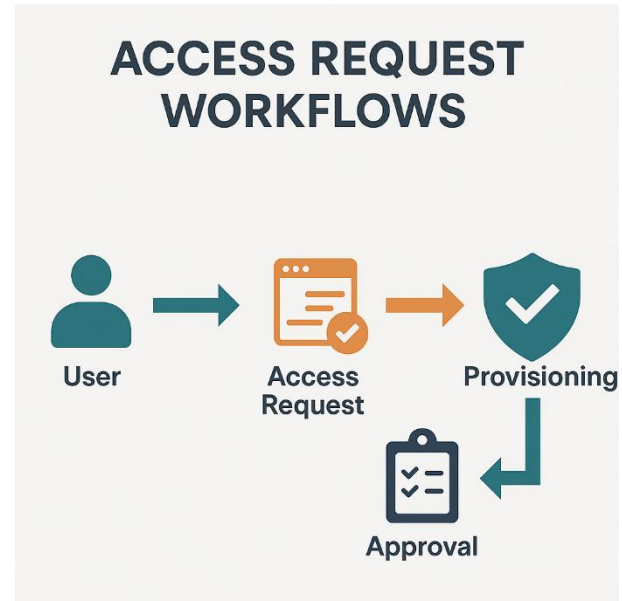 ACCESS REQUEST
WORKFLOWS
User
Access
Request
Provisioning
Approval